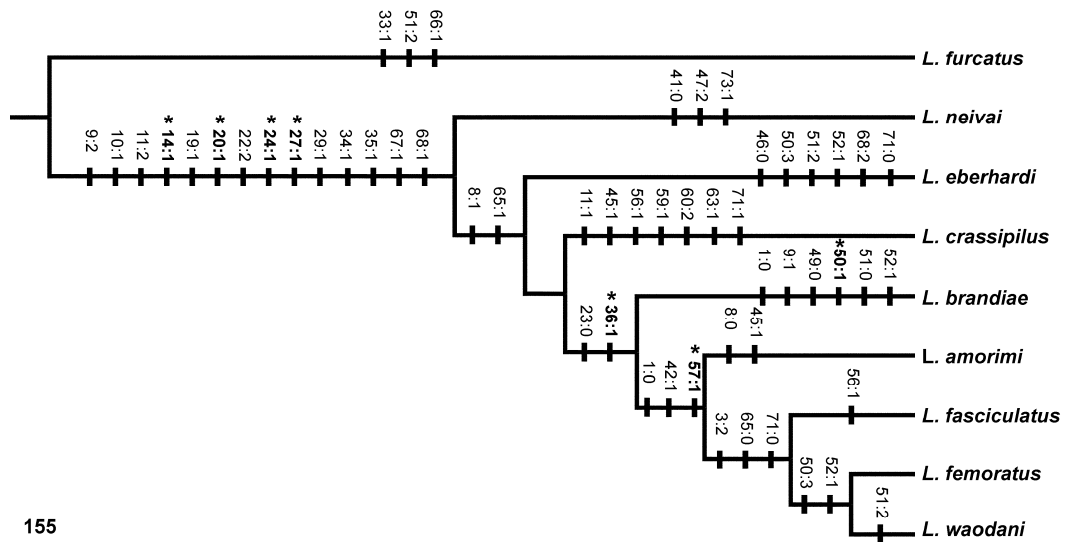 33:1 51:2 66:1 L. furcatus
41:0 47:2 73:1 L. neivai
9:2 10:1 11:2 * 14:1 19:1 * 20:1 22:2 * 24:1 * 27:1 29:1 34:1 35:1 67:1 68:1
46:0 50:3 51:2 52:1 68:2 71:0 L. eberhardi
8:1 65:1
11:1 45:1 56:1 59:1 60:2 63:1 71:1 L. crassipilus
1:0 9:1 49:0 *50:1 51:0 52:1 L. brandiae
23:0 * 36:1
8:0 45:1 L. amorimi
1:0 42:1 * 57:1
56:1 L. fasciculatus
3:2 65:0 71:0
L. femoratus
50:3 52:1
51:2 L. waodani
155